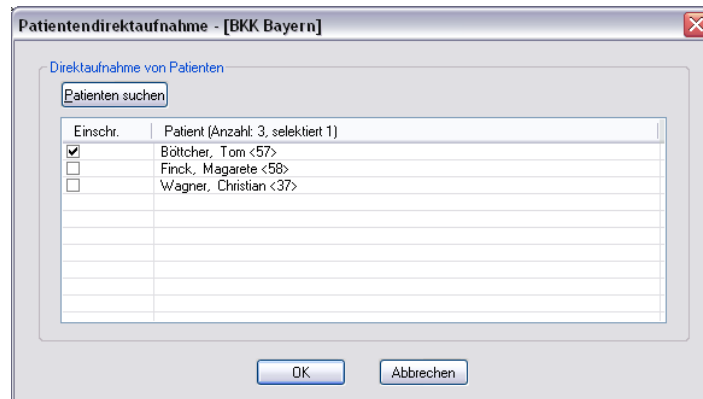 Patientendirektaufnahme - [BKK Bayern]
Direktaufnahme von Patienten
Patienten suchen
Einschr. Patient (Anzahl: 3, selektiert 1)
Böttcher, Tom <57>
Finck, Magarete <58>
Wagner, Christian <37>
OK Abbrechen